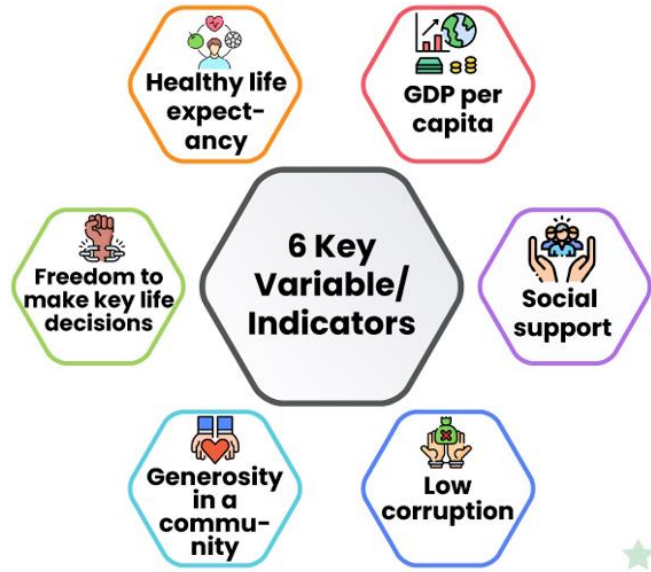 Healthy life
expect-
ancy
GDP per
capita
6 Key
Variable/
Indicators
Freedom to
make key life
decisions
Social
support
Generosity
in a
commu-
nity
Low
corruption